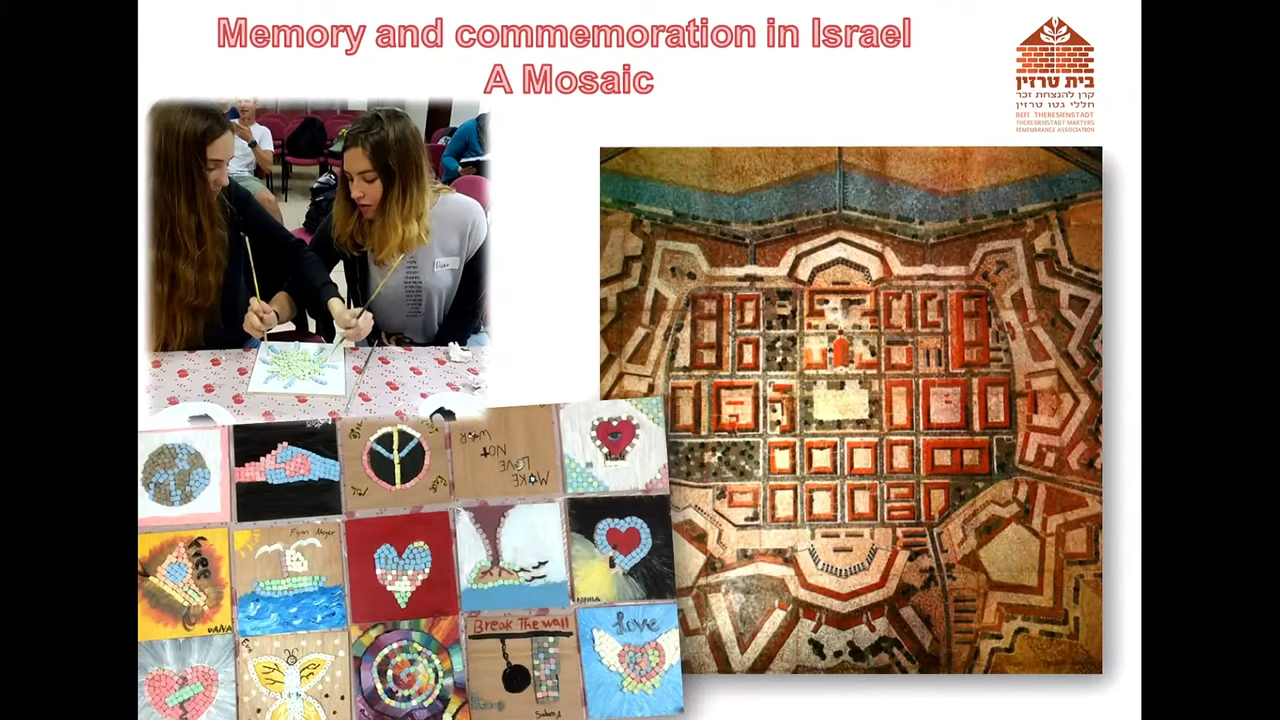 Memory and commemoration in Israel
A Mosaic
בית טרזין
קרן להנצחת זכר
חללי גטו טרזין
BEIT THERESIENSTADT
THERESIENSTADT MARTYRS
REMEMBRANCE ASSOCIATION
WAR
NOT
LOVE
MAKE
Break The wall
Love
Eva